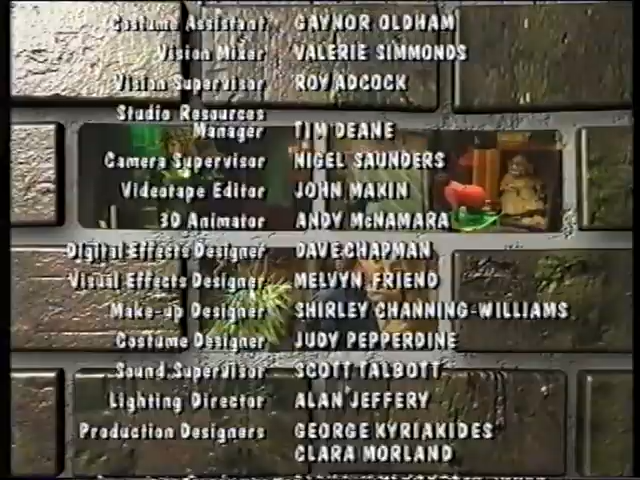 Costume Assistant GAYNOR OLDHAM
Vision Mixer VALERIE SIMMONDS
Vision Supervisor ROY ADCOCK
Studio Resources
Manager TIM DEANE
Camera Supervisor NIGEL SAUNDERS
Videotape Editor JOHN MAKIN
3D Animator ANDY McNAMARA
Digital Effects Designer DAVE CHAPMAN
Visual Effects Designer MELVYN FRIEND
Make-up Designer SHIRLEY CHANNING-WILLIAMS
Costume Designer JUDY PEPPERDINE
Sound Supervisor SCOTT TALBOTT
Lighting Director ALAN JEFFERY
Production Designers GEORGE KYRIAKIDES
CLARA MORLAND